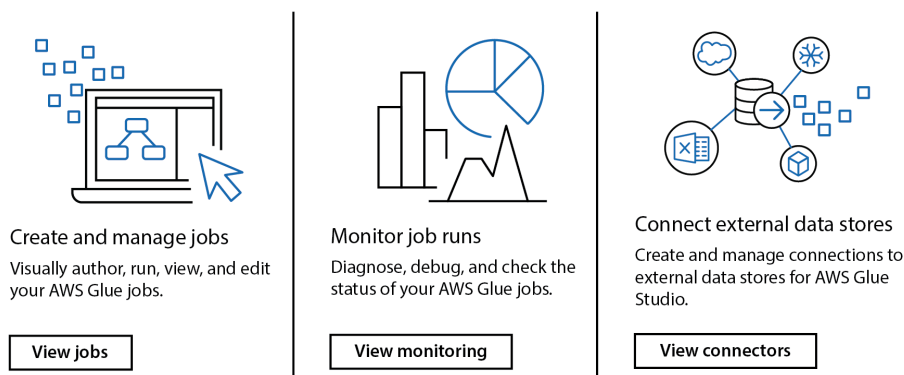 Create and manage jobs
Visually author, run, view, and edit
your AWS Glue jobs.
View jobs
Monitor job runs
Diagnose, debug, and check the
status of your AWS Glue jobs.
View monitoring
Connect external data stores
Create and manage connections to
external data stores for AWS Glue
Studio.
View connectors